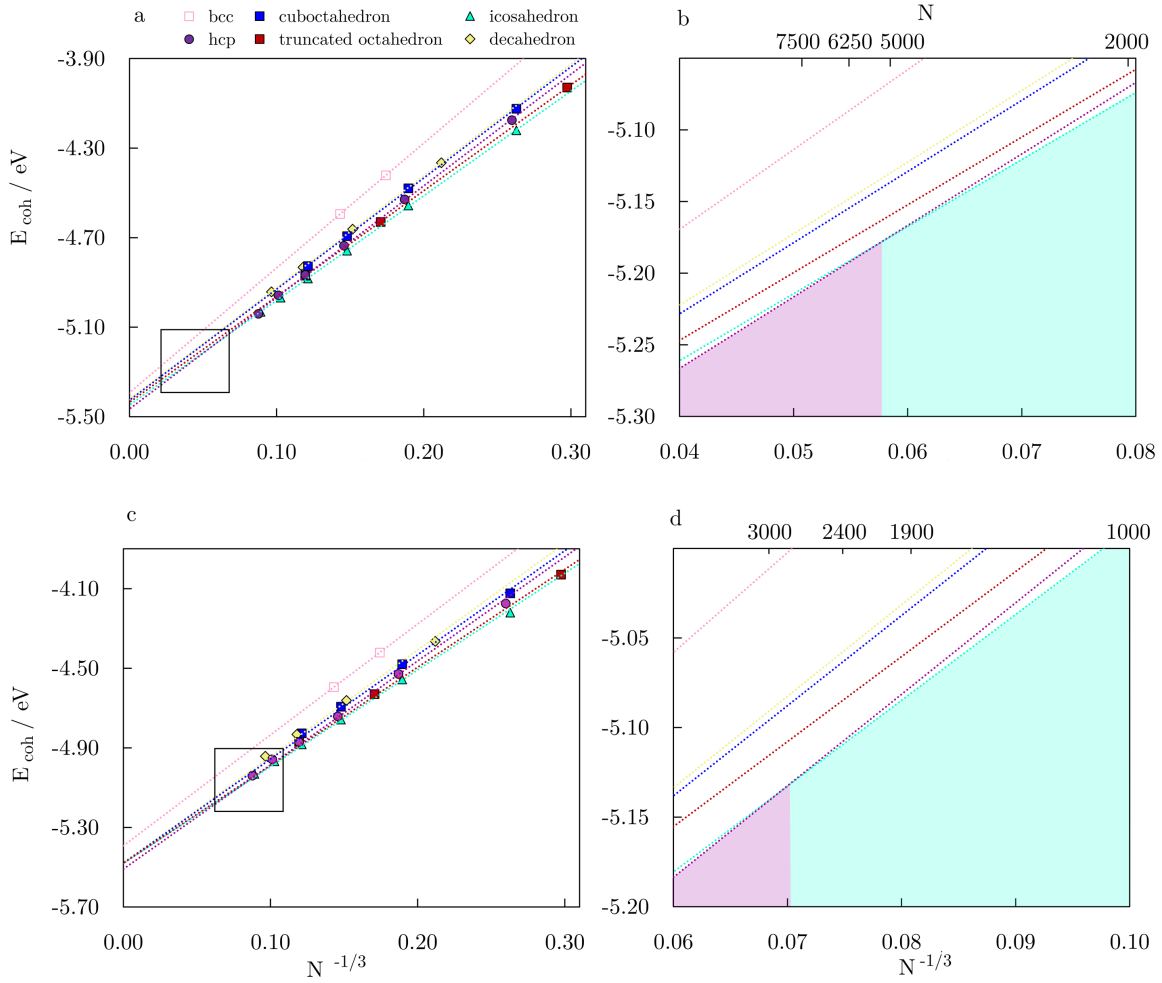 a
bcc cuboctahedron icosahedron
hcp truncated octahedron decahedron
-3.90
-4.30
-4.70
-5.10
-5.50
E coh / eV
0.00 0.10 0.20 0.30
b
N
7500 6250 5000 2000
-5.10
-5.15
-5.20
-5.25
-5.30
0.04 0.05 0.06 0.07 0.08
c
-4.10
-4.50
-4.90
-5.30
-5.70
E coh / eV
0.00 0.10 0.20 0.30
N -1/3
d
3000 2400 1900 1000
-5.05
-5.10
-5.15
-5.20
0.06 0.07 0.08 0.09 0.10
N -1/3